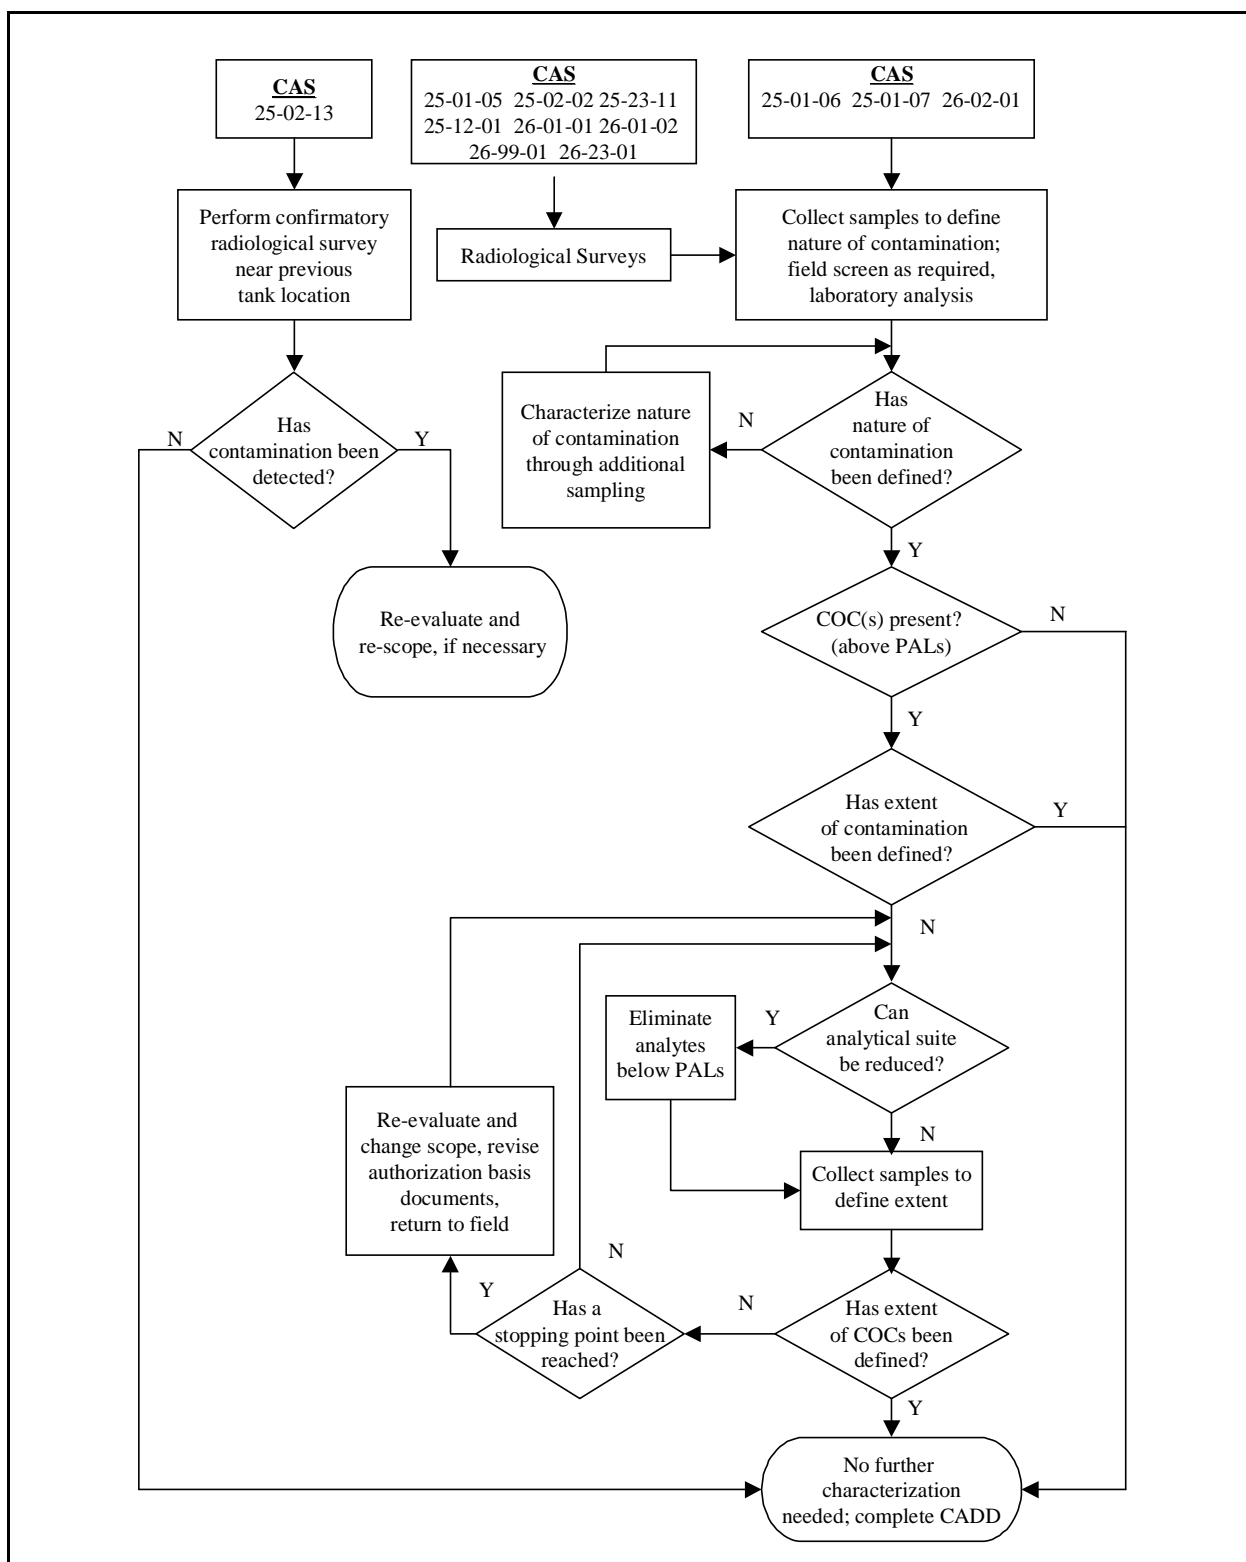 CAS
25-02-13
CAS
25-01-05 25-02-02 25-23-11
25-12-01 26-01-01 26-01-02
26-99-01 26-23-01
CAS
25-01-06 25-01-07 26-02-01
Perform confirmatory
radiological survey
near previous
tank location
Radiological Surveys
Collect samples to define
nature of contamination;
field screen as required,
laboratory analysis
Has
contamination been
detected?
N
Y
Characterize nature
of contamination
through additional
sampling
N
Has
nature of
contamination
been defined?
Y
Re-evaluate and
re-scope, if necessary
COC(s) present?
(above PALs)
N
Y
Has extent
of contamination
been defined?
Y
N
Eliminate
analytes
below PALs
Y
Can
analytical suite
be reduced?
N
Re-evaluate and
change scope, revise
authorization basis
documents,
return to field
Collect samples to
define extent
N
Y
Has a
stopping point been
reached?
N
Has extent
of COCs been
defined?
Y
No further
characterization
needed; complete CADD